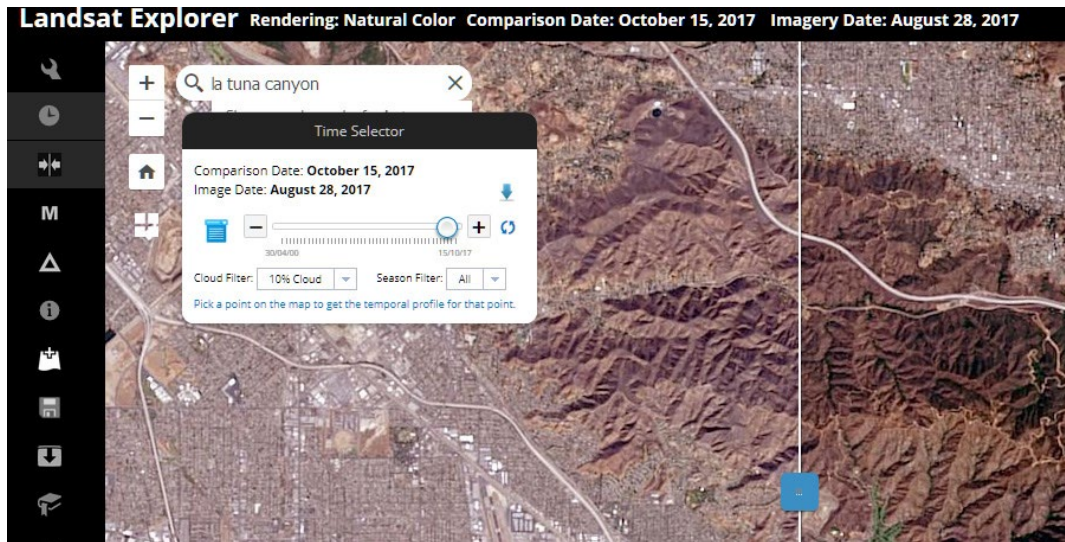 Landsat Explorer Rendering: Natural Color Comparison Date: October 15, 2017 Imagery Date: August 28, 2017
la tuna canyon
Time Selector
Comparison Date: October 15, 2017
Image Date: August 28, 2017
30/04/00 15/10/17
Cloud Filter: 10% Cloud Season Filter: All
Pick a point on the map to get the temporal profile for that point.
M